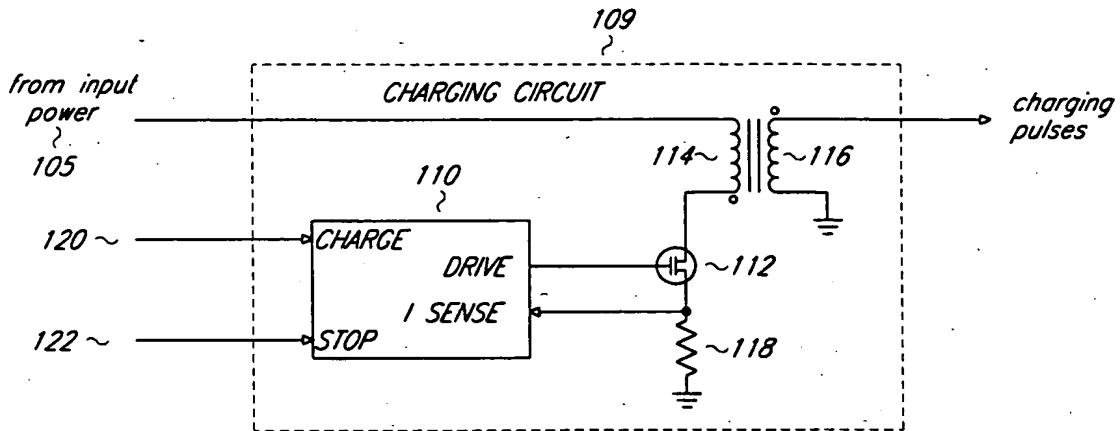 109
from input
power
105
CHARGING CIRCUIT
charging
pulses
114
116
110
120
CHARGE
DRIVE
112
I SENSE
122
STOP
118